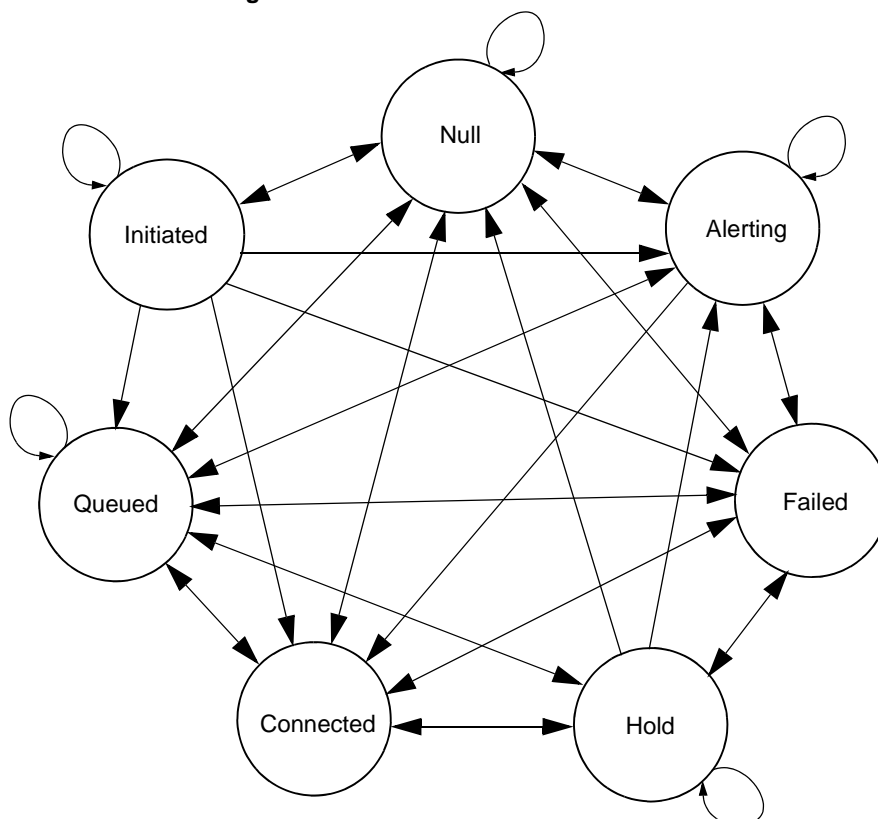 Null
Initiated
Alerting
Queued
Failed
Connected
Hold